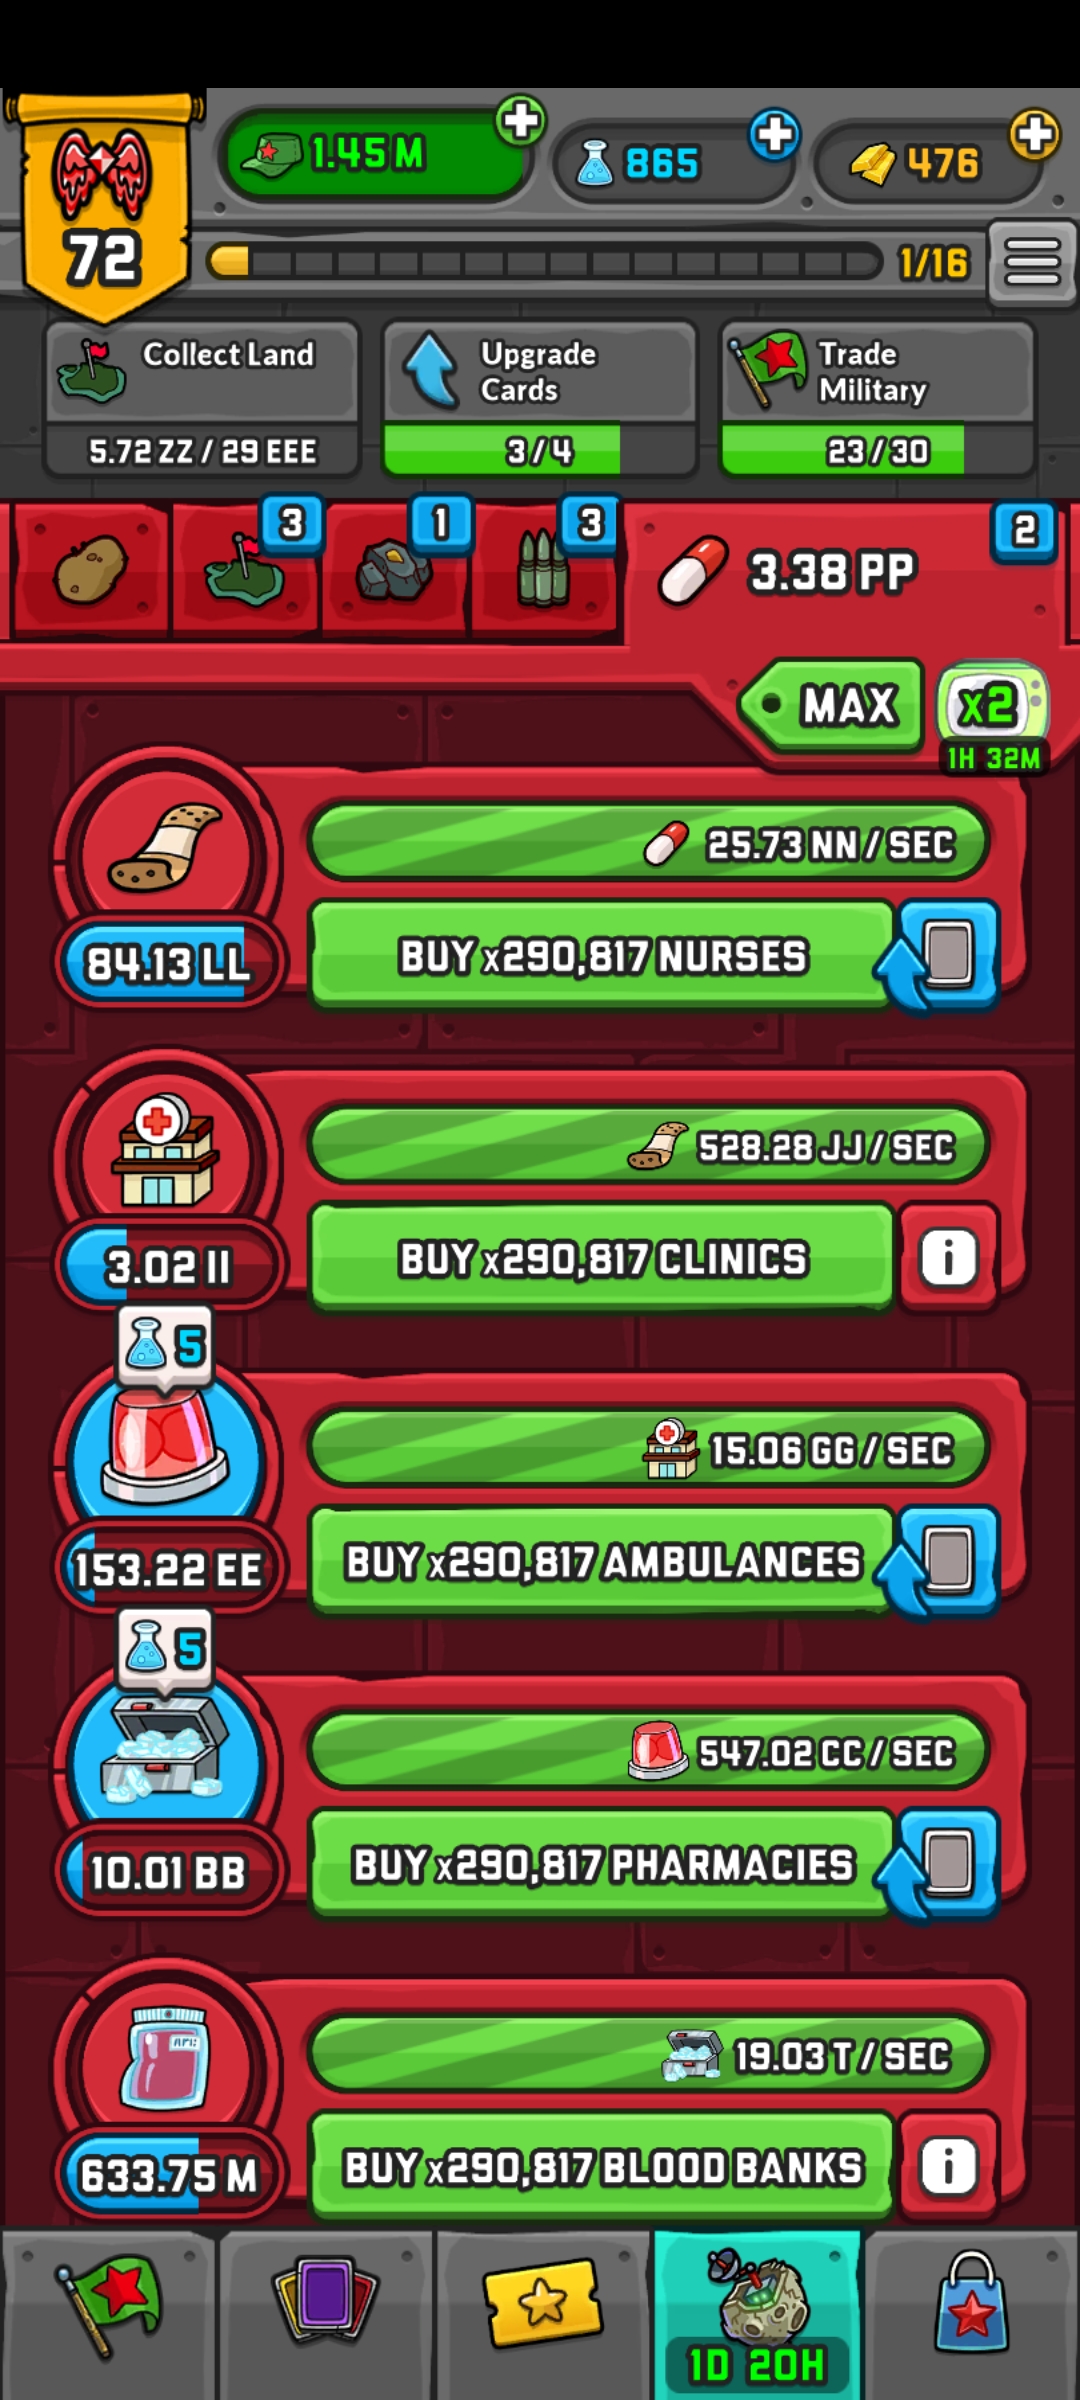 72
1.45 M
865
476
1/16
Collect Land
5.72 ZZ / 29 EEE
Upgrade
Cards
3/4
Trade
Military
23/30
3
1
3
3.38 PP
2
MAX
x2
1H 32M
25.73 NN/SEC
84.13 LL
BUY x290,817 NURSES
528.28 JJ/SEC
3.02 II
BUY x290,817 CLINICS
i
5
15.06 GG/SEC
153.22 EE
BUY x290,817 AMBULANCES
5
547.02 CC/SEC
10.01 BB
BUY x290,817 PHARMACIES
19.03 T/SEC
633.75 M
BUY x290,817 BLOOD BANKS
i
1D 20H